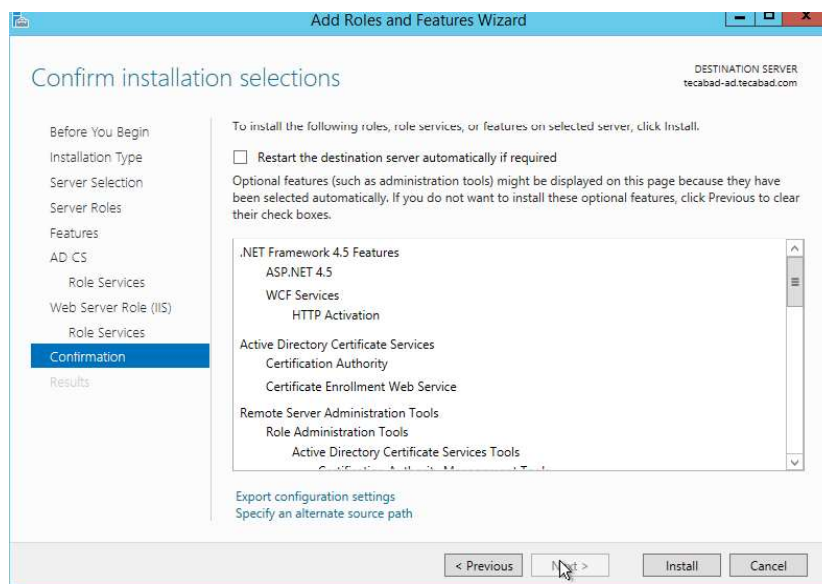 Add Roles and Features Wizard
Confirm installation selections
DESTINATION SERVER
tecabad-ad.tecabad.com
Before You Begin
Installation Type
Server Selection
Server Roles
Features
AD CS
Role Services
Web Server Role (IIS)
Role Services
Confirmation
Results
To install the following roles, role services, or features on selected server, click Install.
Restart the destination server automatically if required
Optional features (such as administration tools) might be displayed on this page because they have
been selected automatically. If you do not want to install these optional features, click Previous to clear
their check boxes.
.NET Framework 4.5 Features
ASP.NET 4.5
WCF Services
HTTP Activation
Active Directory Certificate Services
Certification Authority
Certificate Enrollment Web Service
Remote Server Administration Tools
Role Administration Tools
Active Directory Certificate Services Tools
Export configuration settings
Specify an alternate source path
< Previous
Next >
Install
Cancel